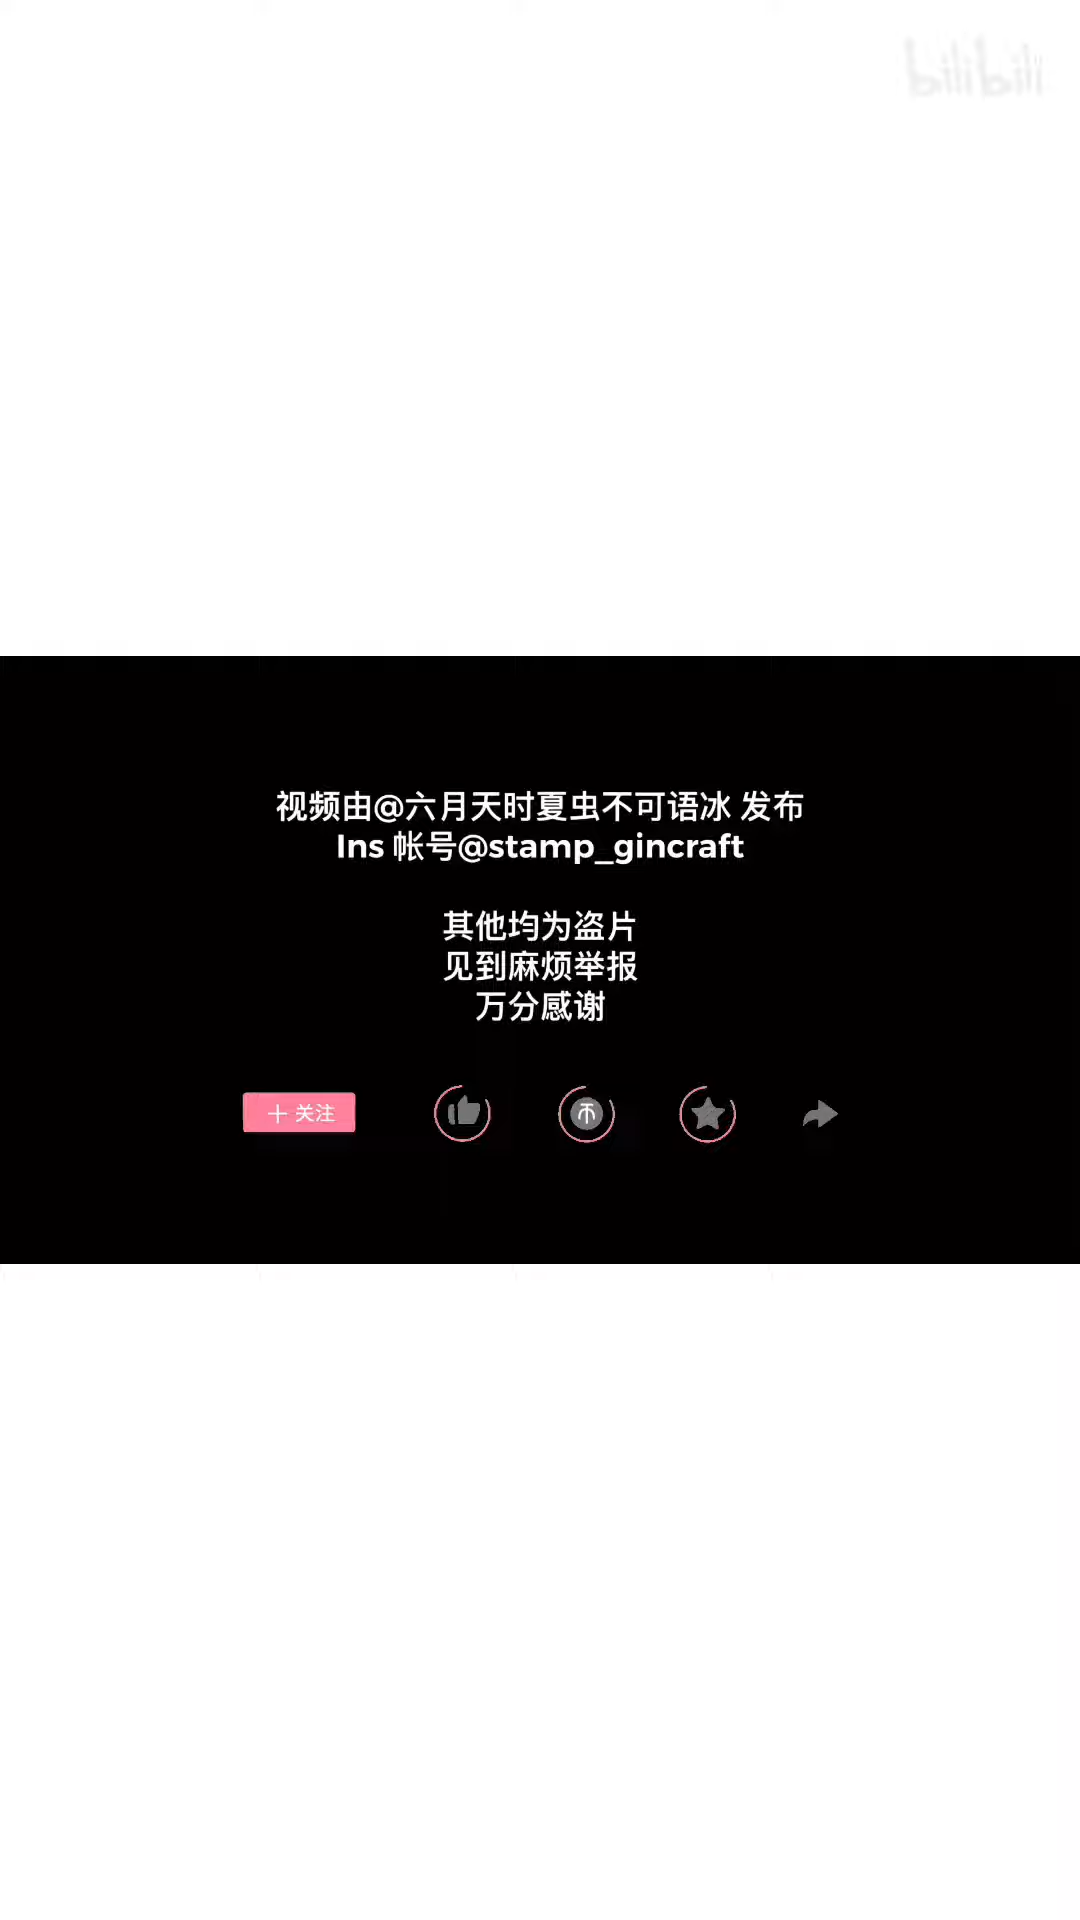 bilibili
视频由@六月天时夏虫不可语冰 发布
Ins 帐号@stamp_gincraft
其他均为盗片
见到麻烦举报
万分感谢
+ 关注